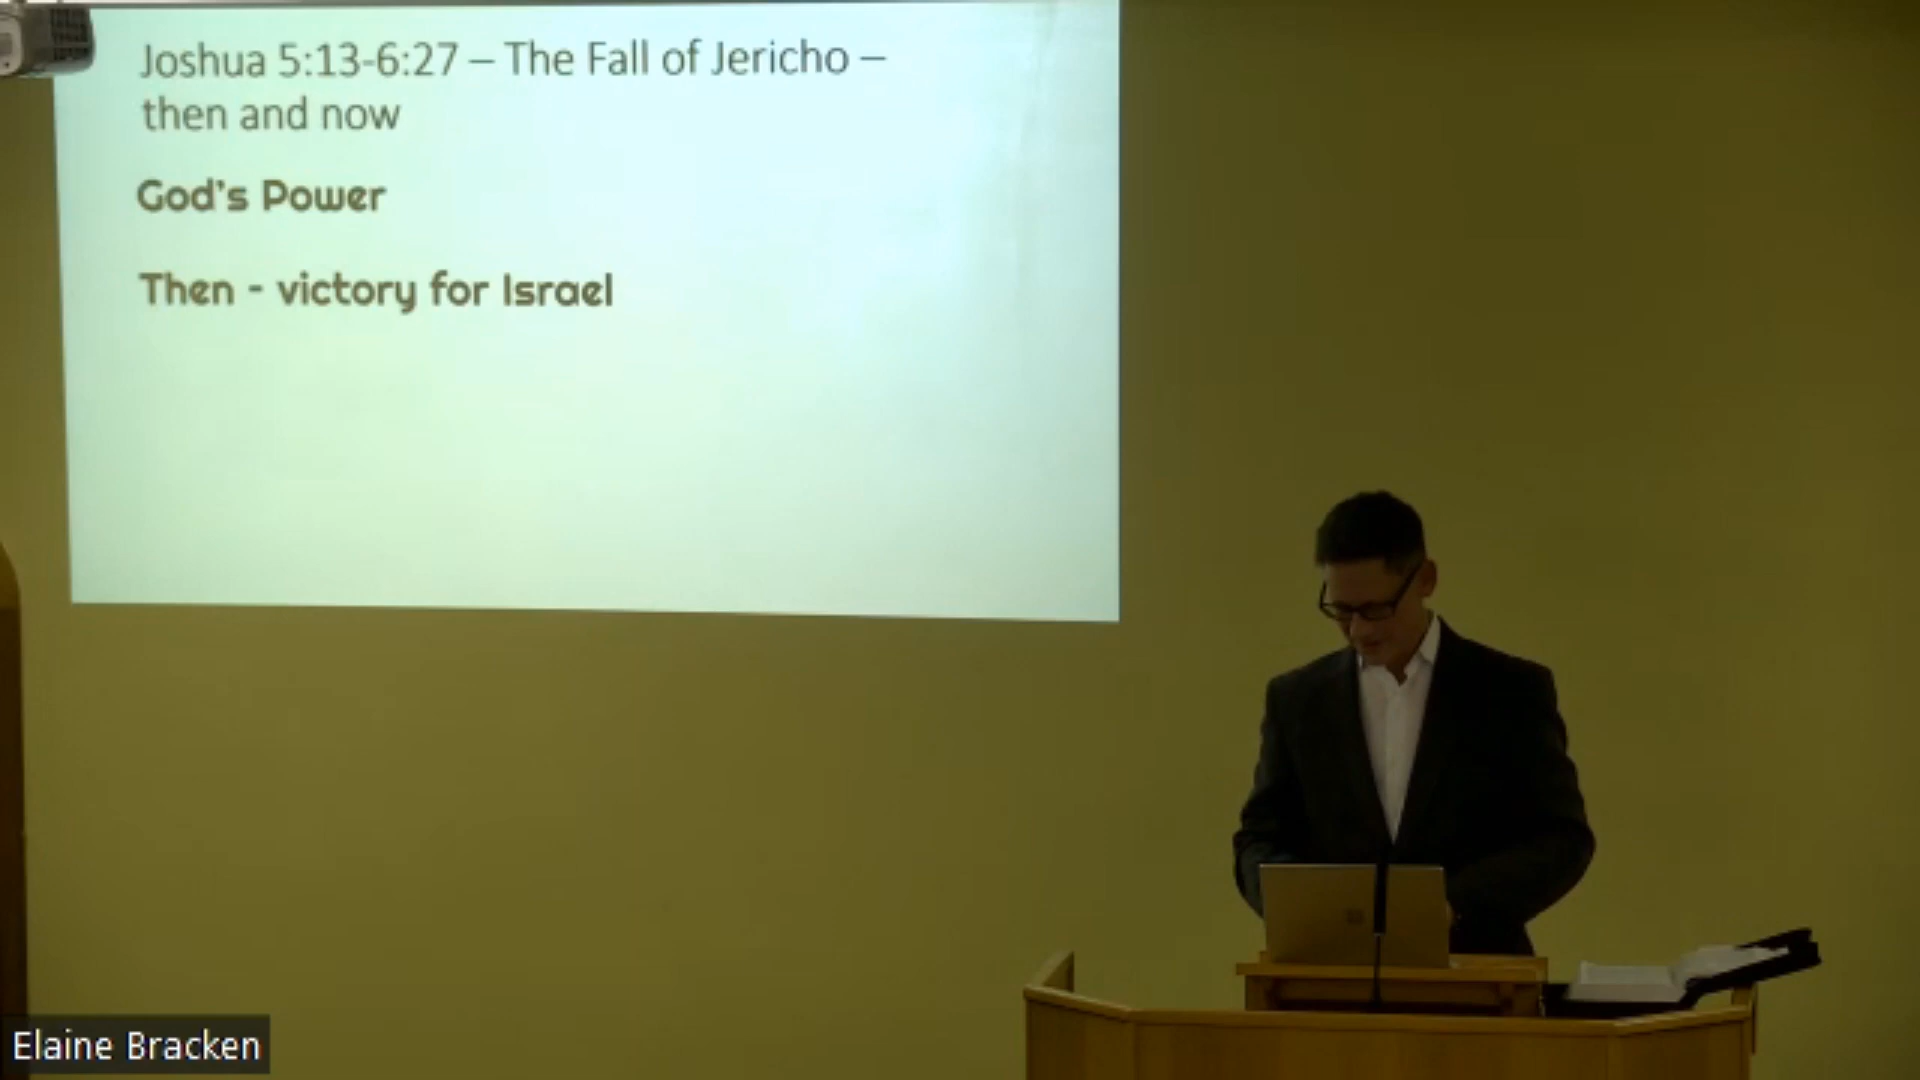 Joshua 5:13-6:27 – The Fall of Jericho –
then and now
God's Power
Then - victory for Israel
Elaine Bracken